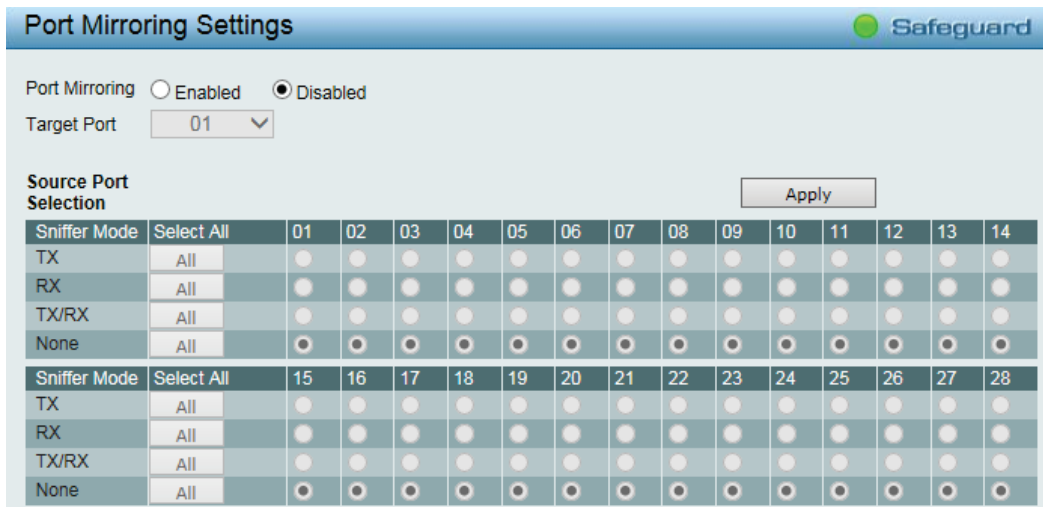 Port Mirroring Settings Safeguard
Port Mirroring Enabled Disabled
Target Port 01
Source Port
Selection
Apply
Sniffer Mode Select All 01 02 03 04 05 06 07 08 09 10 11 12 13 14
TX All
RX All
TX/RX All
None All
Sniffer Mode Select All 15 16 17 18 19 20 21 22 23 24 25 26 27 28
TX All
RX All
TX/RX All
None All